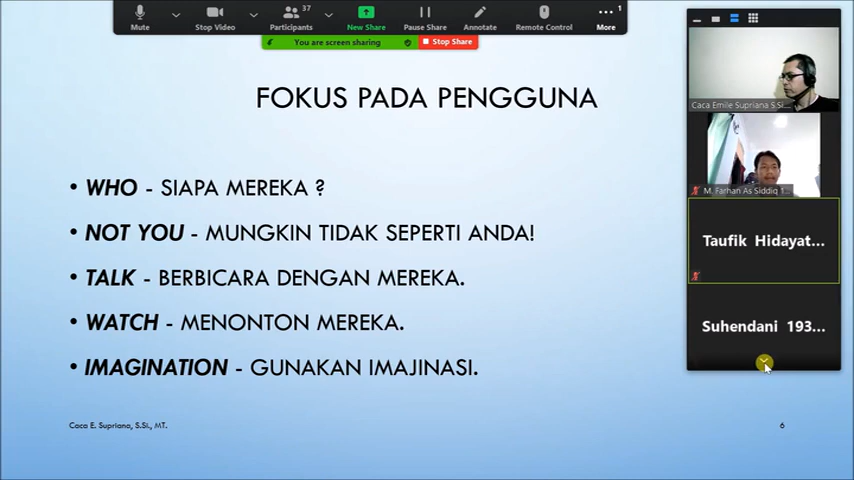 37
1
Mute
Stop Video
Participants
New Share
Pause Share
Annotate
Remote Control
More
You are screen sharing
Stop Share
FOKUS PADA PENGGUNA
• WHO - SIAPA MEREKA ?
• NOT YOU - MUNGKIN TIDAK SEPERTI ANDA!
• TALK - BERBICARA DENGAN MEREKA.
• WATCH - MENONTON MEREKA.
• IMAGINATION - GUNAKAN IMAJINASI.
Caca E. Supriana, S.Si., MT.
6
Caca Emile Supriana S.Si...
M. Farhan As Siddiq 1...
Taufik Hidayat...
Suhendani 193...